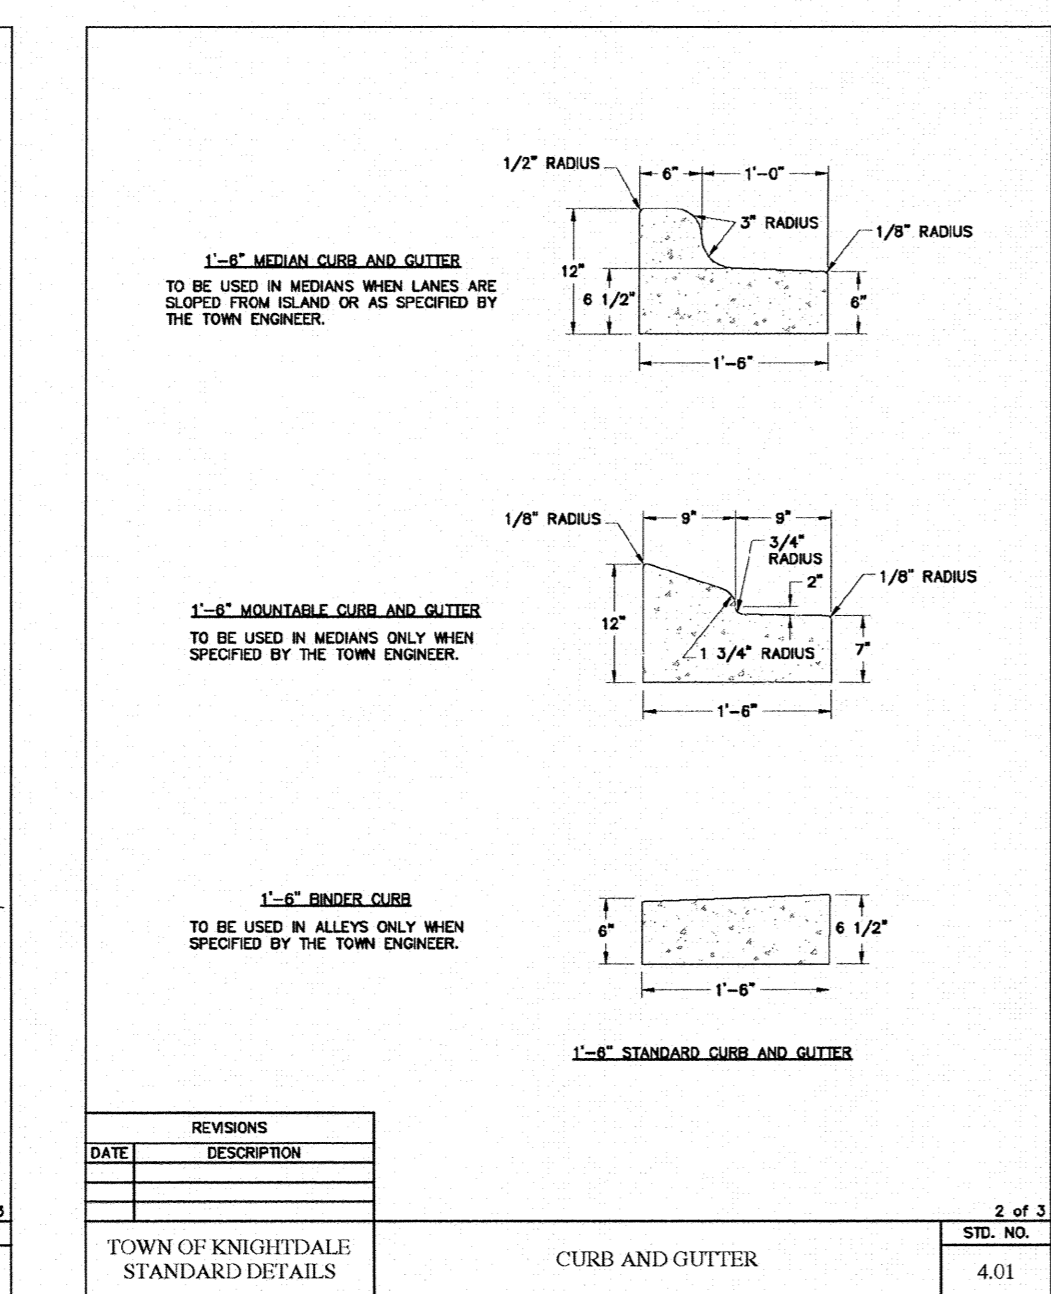 1/2" RADIUS
6"
1'-0"
3" RADIUS
1/8" RADIUS
1'-6" MEDIAN CURB AND GUTTER
TO BE USED IN MEDIANS WHEN LANES ARE
SLOPED FROM ISLAND OR AS SPECIFIED BY
THE TOWN ENGINEER.
12"
6 1/2"
6"
1'-6"
1/8" RADIUS
9"
9"
3/4"
RADIUS
2"
1/8" RADIUS
1'-6" MOUNTABLE CURB AND GUTTER
TO BE USED IN MEDIANS ONLY WHEN
SPECIFIED BY THE TOWN ENGINEER.
12"
1 3/4" RADIUS
7"
1'-6"
1'-6" BINDER CURB
TO BE USED IN ALLEYS ONLY WHEN
SPECIFIED BY THE TOWN ENGINEER.
6"
6 1/2"
1'-6"
1'-6" STANDARD CURB AND GUTTER
REVISIONS
DATE DESCRIPTION
3
2 of 3
TOWN OF KNIGHTDALE
STANDARD DETAILS
CURB AND GUTTER
STD. NO.
4.01